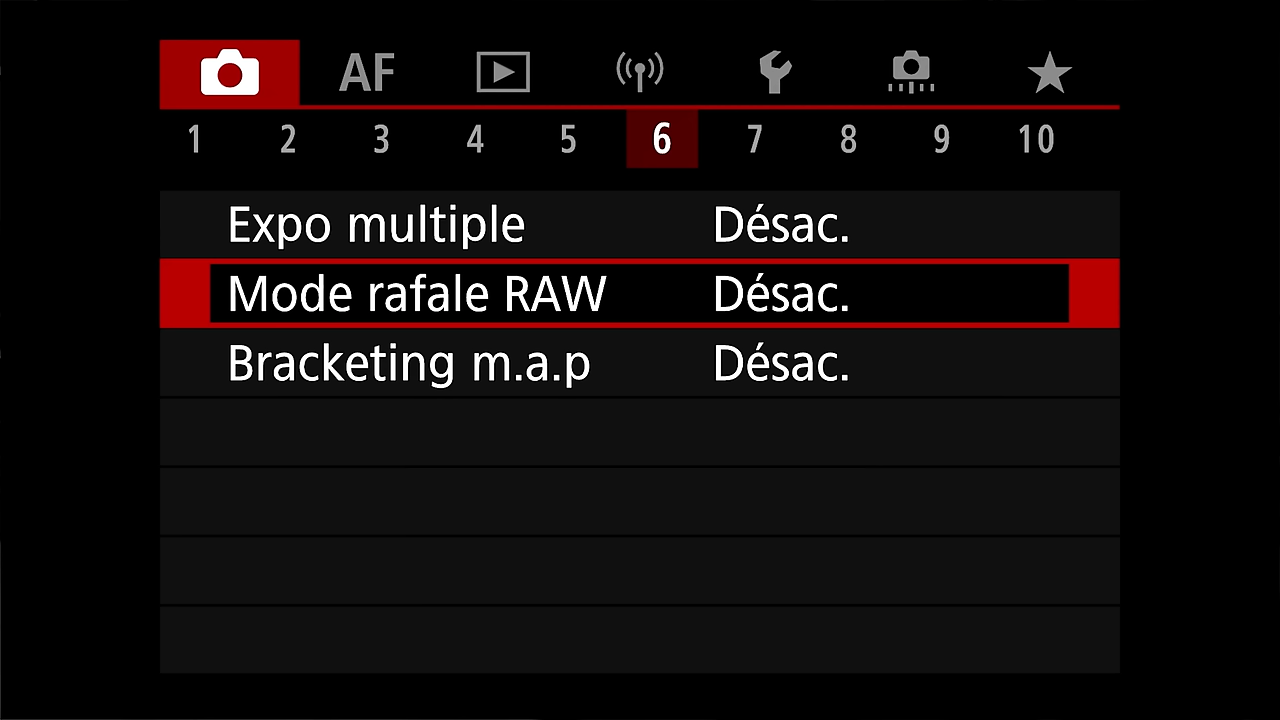 AF
1 2 3 4 5 6 7 8 9 10
Expo multiple Désac.
Mode rafale RAW Désac.
Bracketing m.a.p Désac.